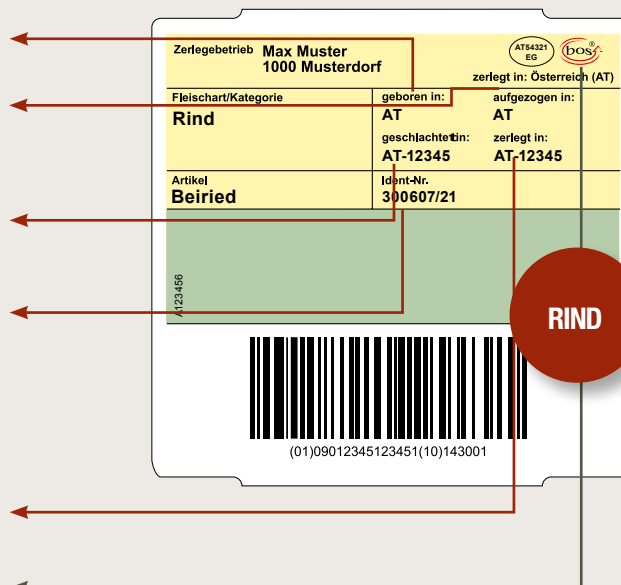 Zerlegebetrieb Max Muster
1000 Musterdorf
AT54321
EG
bos
®
zerlegt in: Österreich (AT)
Fleischart/Kategorie
Rind
geboren in:
AT
aufgezogen in:
AT
geschlachtet in:
AT-12345
zerlegt in:
AT-12345
Artikel
Beiried
Ident-Nr.
300607/21
A123456
RIND
(01)09012345123451(10)143001